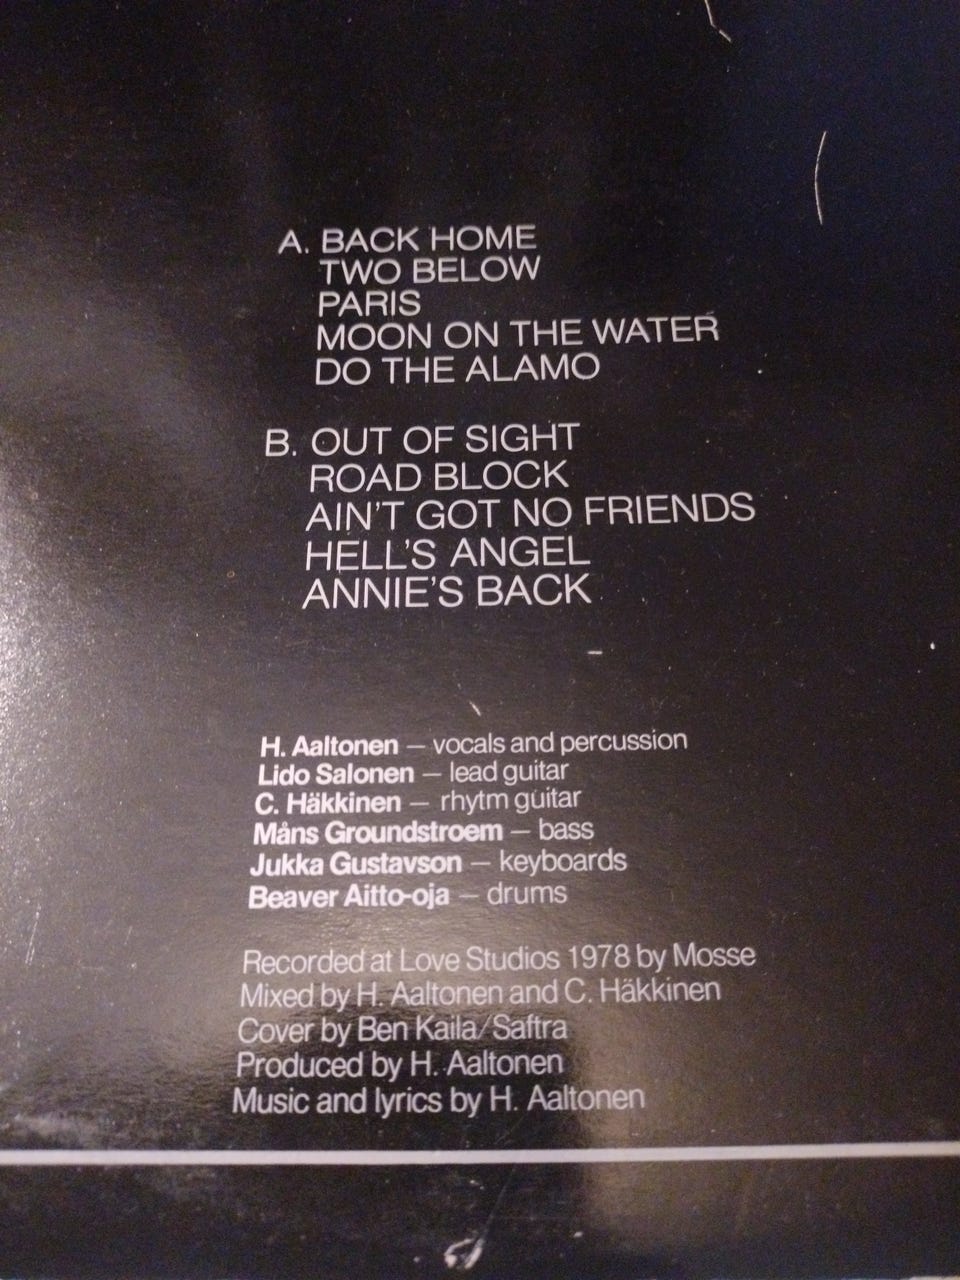 A. BACK HOME
TWO BELOW
PARIS
MOON ON THE WATER
DO THE ALAMO
B. OUT OF SIGHT
ROAD BLOCK
AIN'T GOT NO FRIENDS
HELL'S ANGEL
ANNIE'S BACK
H. Aaltonen – vocals and percussion
Lido Salonen – lead guitar
C. Häkkinen – rhytm guitar
Måns Groundstroem – bass
Jukka Gustavson – keyboards
Beaver Aitto-oja – drums
Recorded at Love Studios 1978 by Mosse
Mixed by H. Aaltonen and C. Häkkinen
Cover by Ben Kaila/Saftra
Produced by H. Aaltonen
Music and lyrics by H. Aaltonen